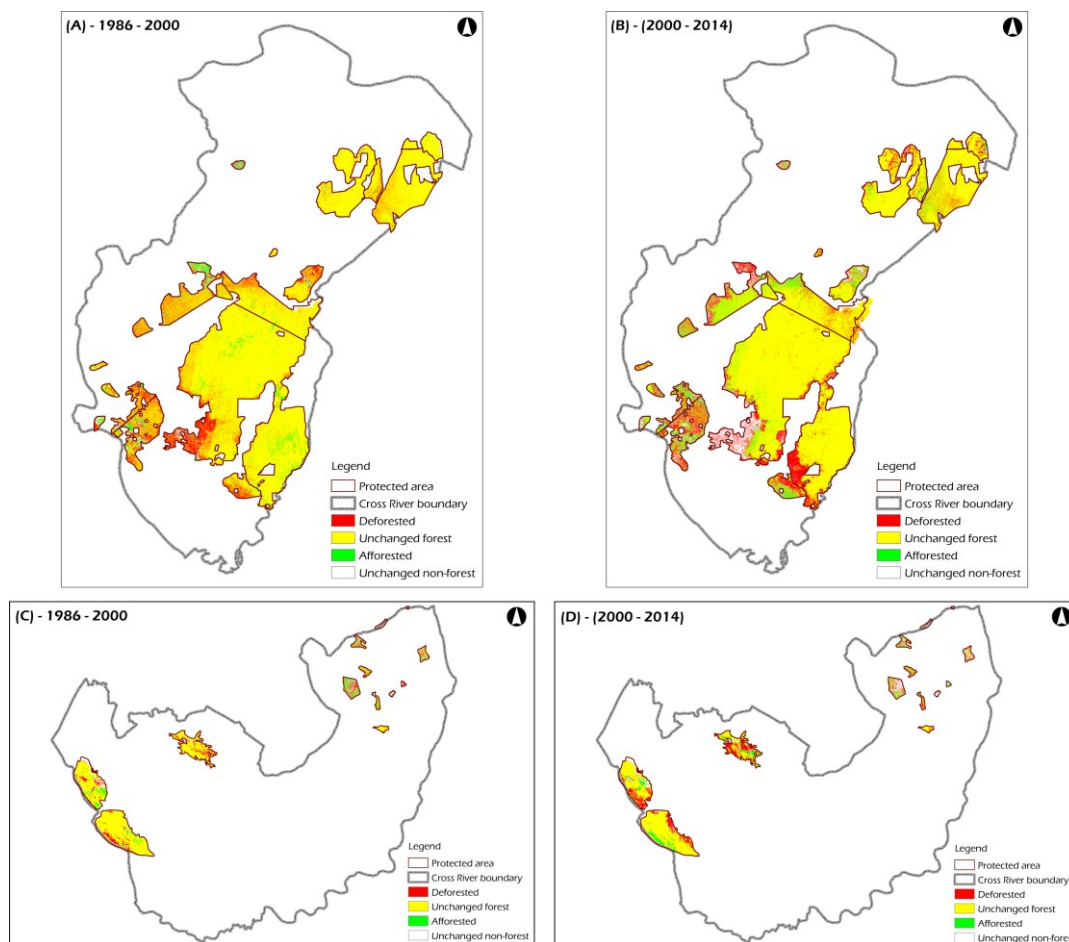 (A) - 1986 - 2000
Legend
Protected area
Cross River boundary
Deforested
Unchanged forest
Afforested
Unchanged non-forest
(B) - (2000 - 2014)
Legend
Protected area
Cross River boundary
Deforested
Unchanged forest
Afforested
Unchanged non-forest
(C) - 1986 - 2000
Legend
Protected area
Cross River boundary
Deforested
Unchanged forest
Afforested
Unchanged non-forest
(D) - (2000 - 2014)
Legend
Protected area
Cross River boundary
Deforested
Unchanged forest
Afforested
Unchanged non-forest